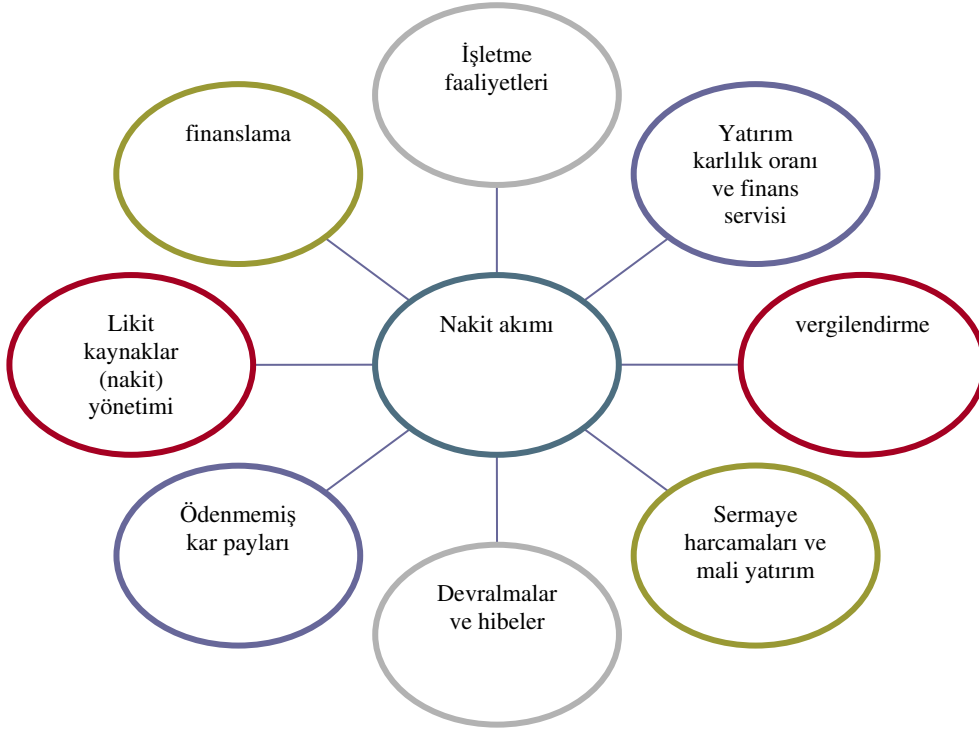 İşletme
faaliyetleri
finanslama
Yatırım
karlılık oranı
ve finans
servisi
Likit
kaynaklar
(nakit)
yönetimi
Nakit akımı
vergilendirme
Ödenmemiş
kar payları
Sermaye
harcamaları ve
mali yatırım
Devralmalar
ve hibeler